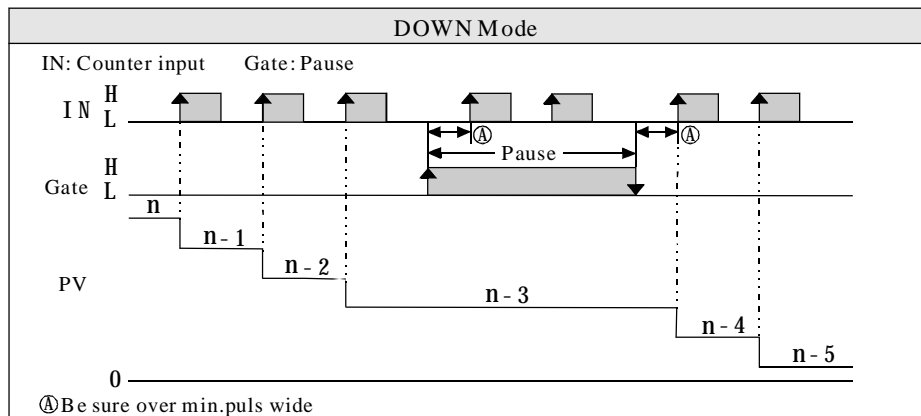 DOWN Mode
IN: Counter input Gate: Pause
IN H
L
Ⓐ Ⓐ
Pause
Gate H
L
n
n-1
n-2
PV
n-3
n-4
n-5
0
ⒶBe sure over min.puls wide